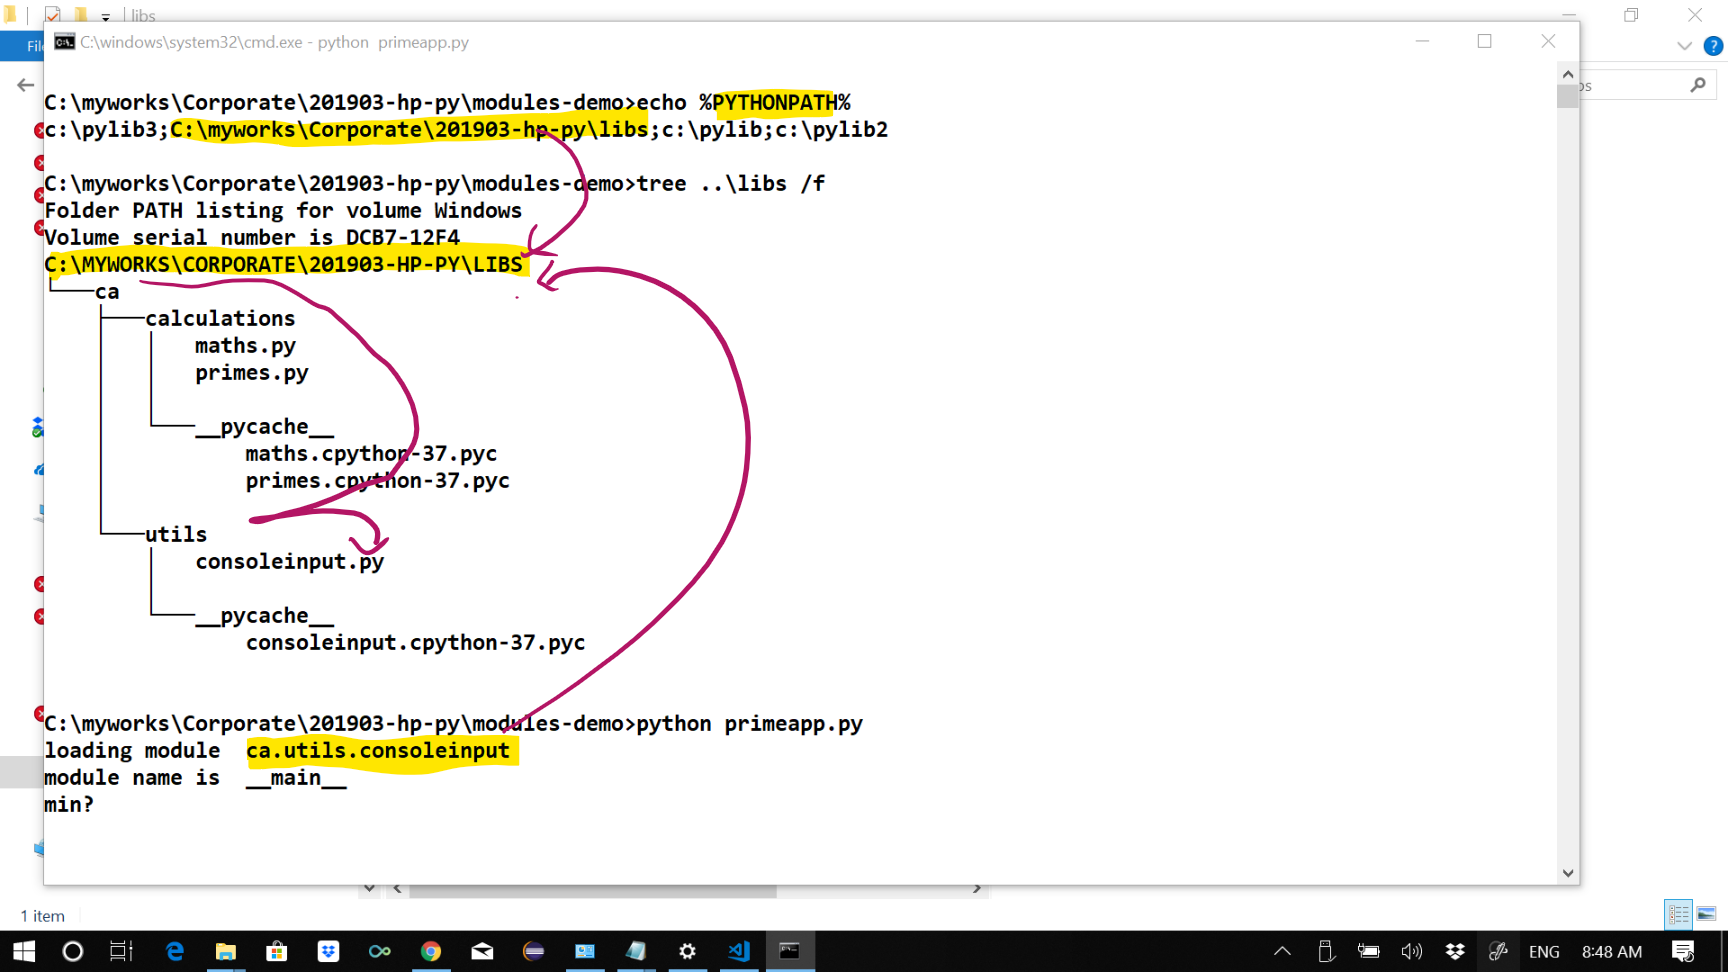 libs
C:\windows\system32\cmd.exe - python  primeapp.py
C:\myworks\Corporate\201903-hp-py\modules-demo>echo %PYTHONPATH%
c:\pylib3;C:\myworks\Corporate\201903-hp-py\libs;c:\pylib;c:\pylib2
C:\myworks\Corporate\201903-hp-py\modules-demo>tree ..\libs /f
Folder PATH listing for volume Windows
Volume serial number is DCB7-12F4
C:\MYWORKS\CORPORATE\201903-HP-PY\LIBS
ca
calculations
maths.py
primes.py
__pycache__
maths.cpython-37.pyc
primes.cpython-37.pyc
utils
consoleinput.py
__pycache__
consoleinput.cpython-37.pyc
C:\myworks\Corporate\201903-hp-py\modules-demo>python primeapp.py
loading module  ca.utils.consoleinput
module name is  __main__
min?
1 item
ENG
8:48 AM